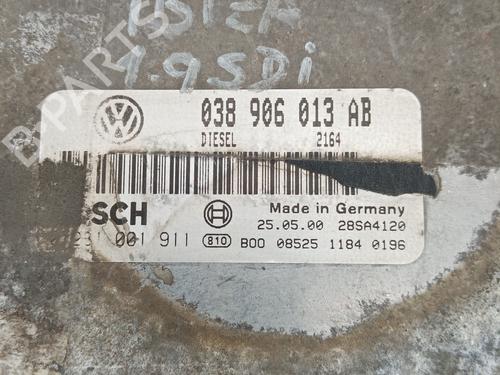 1.9 SDi
038 906 013 AB
DIESEL 2164
SCH Made in Germany
25.05.00 28SA4120
001 911 810 B00 08525 1184 0196
B-PARTS